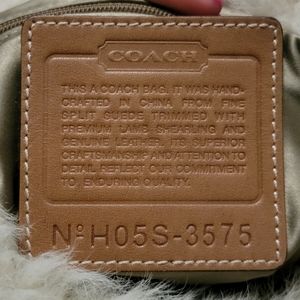 COACH
THIS A COACH BAG. IT WAS HAND-
CRAFTED IN CHINA FROM FINE
SPLIT SUEDE TRIMMED WITH
PREMIUM LAMB SHEARLING AND
GENUINE LEATHER. ITS SUPERIOR
CRAFTSMANSHIP AND ATTENTION TO
DETAIL REFLECT OUR COMMITMENT
TO ENDURING QUALITY.
Nº H05S-3575